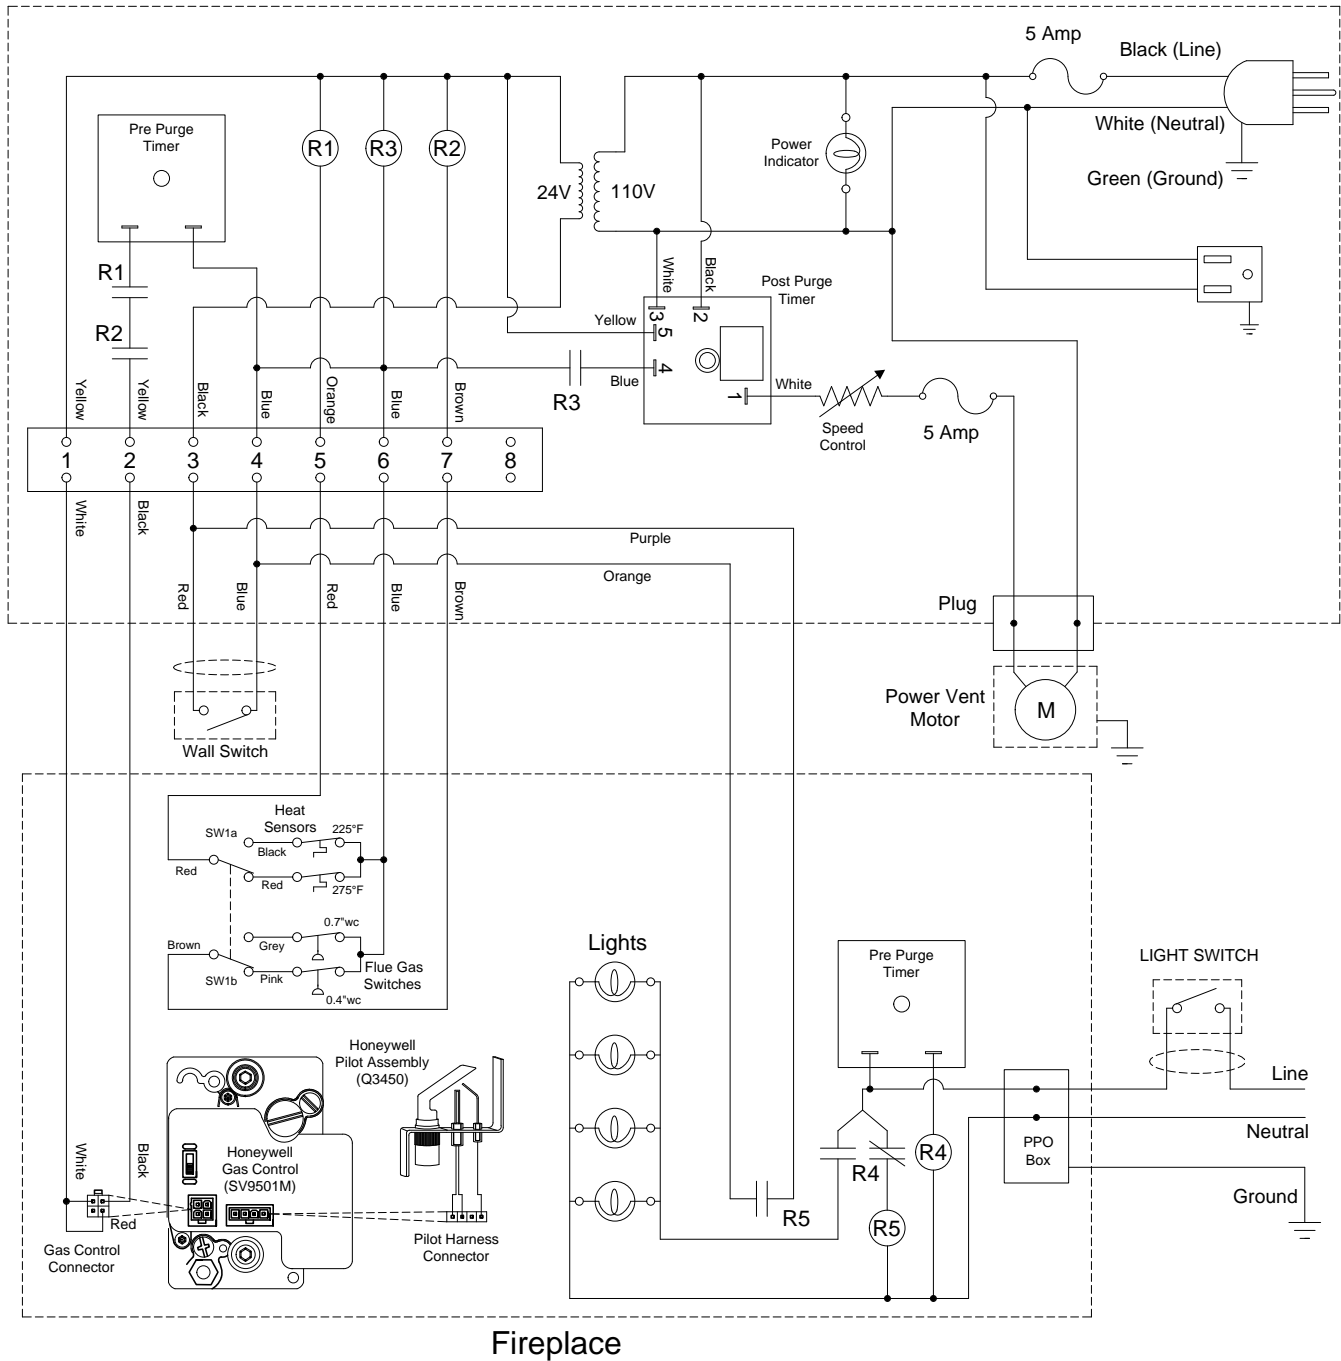 5 Amp
Black (Line)
White (Neutral)
Green (Ground)
Pre Purge
Timer
R1
R3
R2
24V
110V
Power
Indicator
R1
R2
White
Black
Post Purge
Timer
3
2
5
4
1
Yellow
Blue
R3
White
Speed
Control
5 Amp
Yellow
Yellow
Black
Blue
Orange
Blue
Brown
1
2
3
4
5
6
7
8
White
Black
Purple
Orange
Red
Blue
Red
Blue
Brown
Plug
Wall Switch
Power Vent
Motor
M
Heat
Sensors
SW1a
225°F
Black
Red
Red
275°F
0.7"wc
Brown
Grey
SW1b
Pink
Flue Gas
Switches
0.4"wc
Lights
Pre Purge
Timer
LIGHT SWITCH
Honeywell
Pilot Assembly
(Q3450)
Line
Neutral
PPO
Box
Ground
R4
R4
R5
R5
White
Black
Honeywell
Gas Control
(SV9501M)
Red
Gas Control
Connector
Pilot Harness
Connector
Fireplace